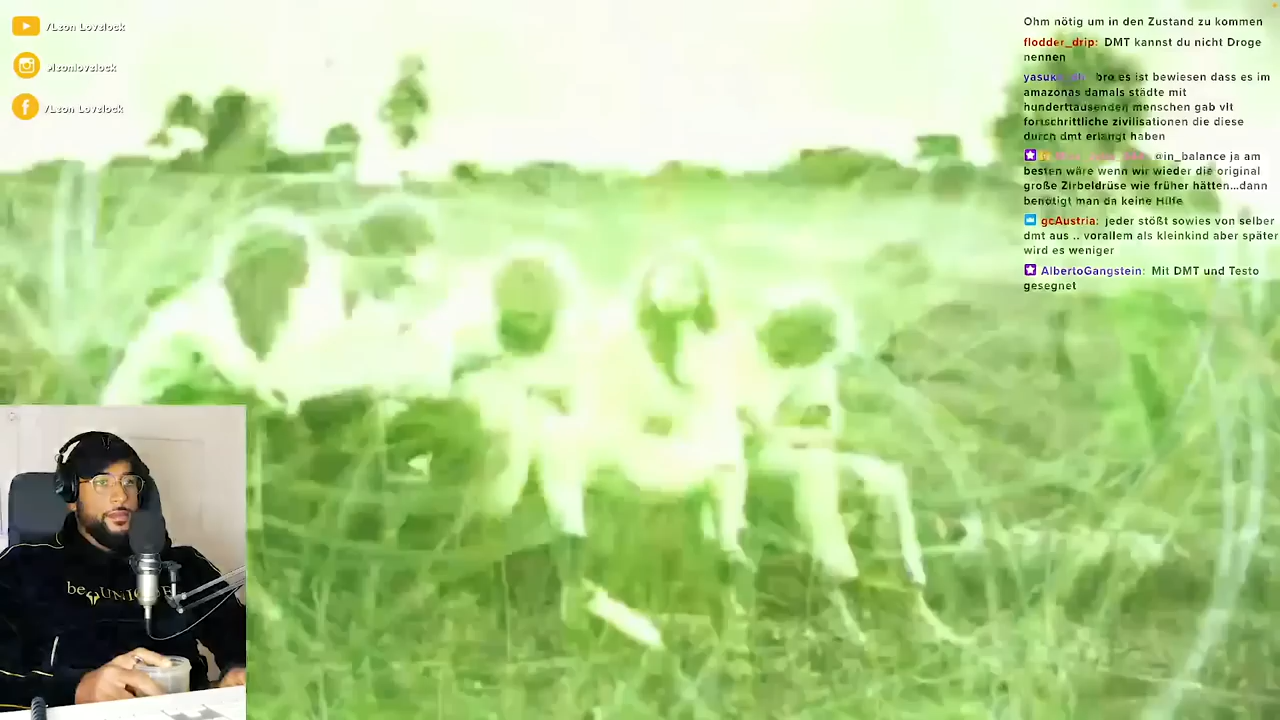 /Leon Lovelock
leonlovelock
/Leon Lovelock
Ohm nötig um in den Zustand zu kommen
flodder_drip: DMT kannst du nicht Droge
nennen
bro es ist bewiesen dass es im
amazonas damals städte mit
hunderttausenden menschen gab vlt
fortschrittliche zivilisationen die diese
durch dmt erlangt haben
@in_balance ja am
besten wäre wenn wir wieder die original
große Zirbeldrüse wie früher hätten...dann
benötigt man da keine Hilfe
gcAustria: jeder stößt sowies von selber
dmt aus .. vorallem als kleinkind aber später
wird es weniger
AlbertoGangstein: Mit DMT und Testo
gesegnet
be UNIQUE